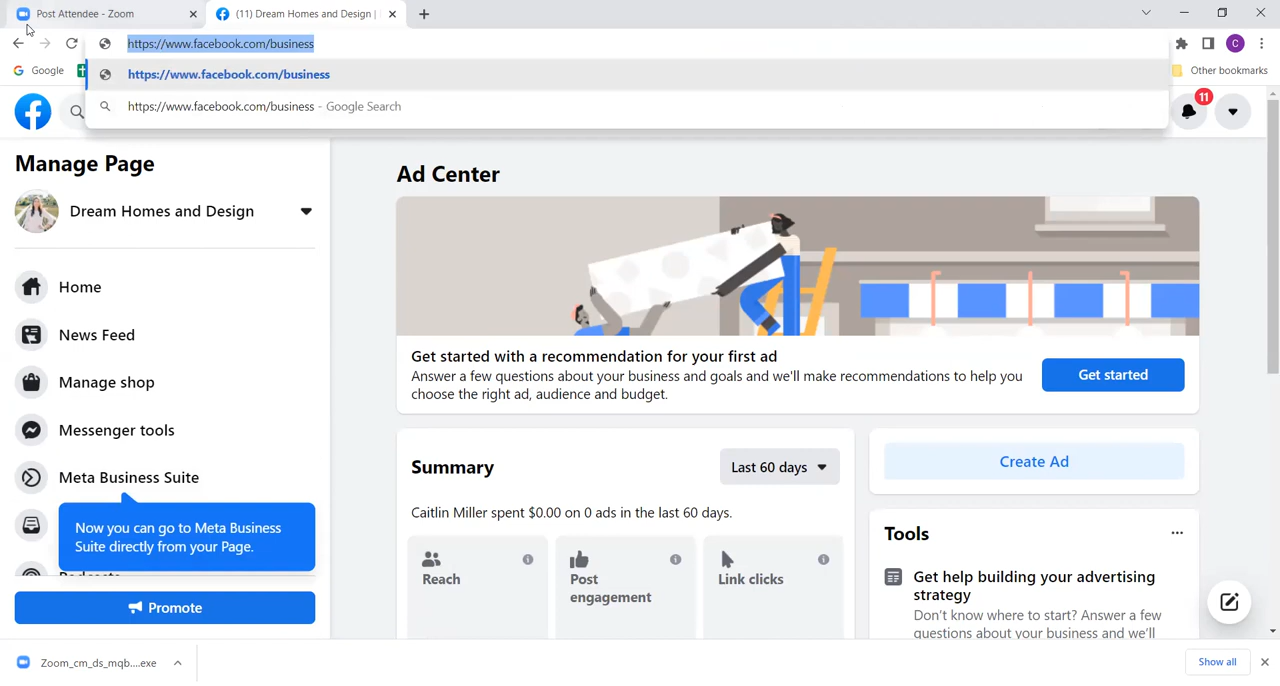 Post Attendee - Zoom
(11) Dream Homes and Design |
https://www.facebook.com/business
Google
https://www.facebook.com/business
Other bookmarks
https://www.facebook.com/business - Google Search
11
C
Manage Page
Dream Homes and Design
Home
News Feed
Manage shop
Messenger tools
Meta Business Suite
Now you can go to Meta Business
Suite directly from your Page.
Promote
Ad Center
Get started with a recommendation for your first ad
Answer a few questions about your business and goals and we'll make recommendations to help you
choose the right ad, audience and budget.
Get started
Summary
Last 60 days
Caitlin Miller spent $0.00 on 0 ads in the last 60 days.
Reach
Post
engagement
Link clicks
Create Ad
Tools
Get help building your advertising
strategy
Don't know where to start? Answer a few
questions about your business and we'll
Zoom_cm_ds_mqb....exe
Show all